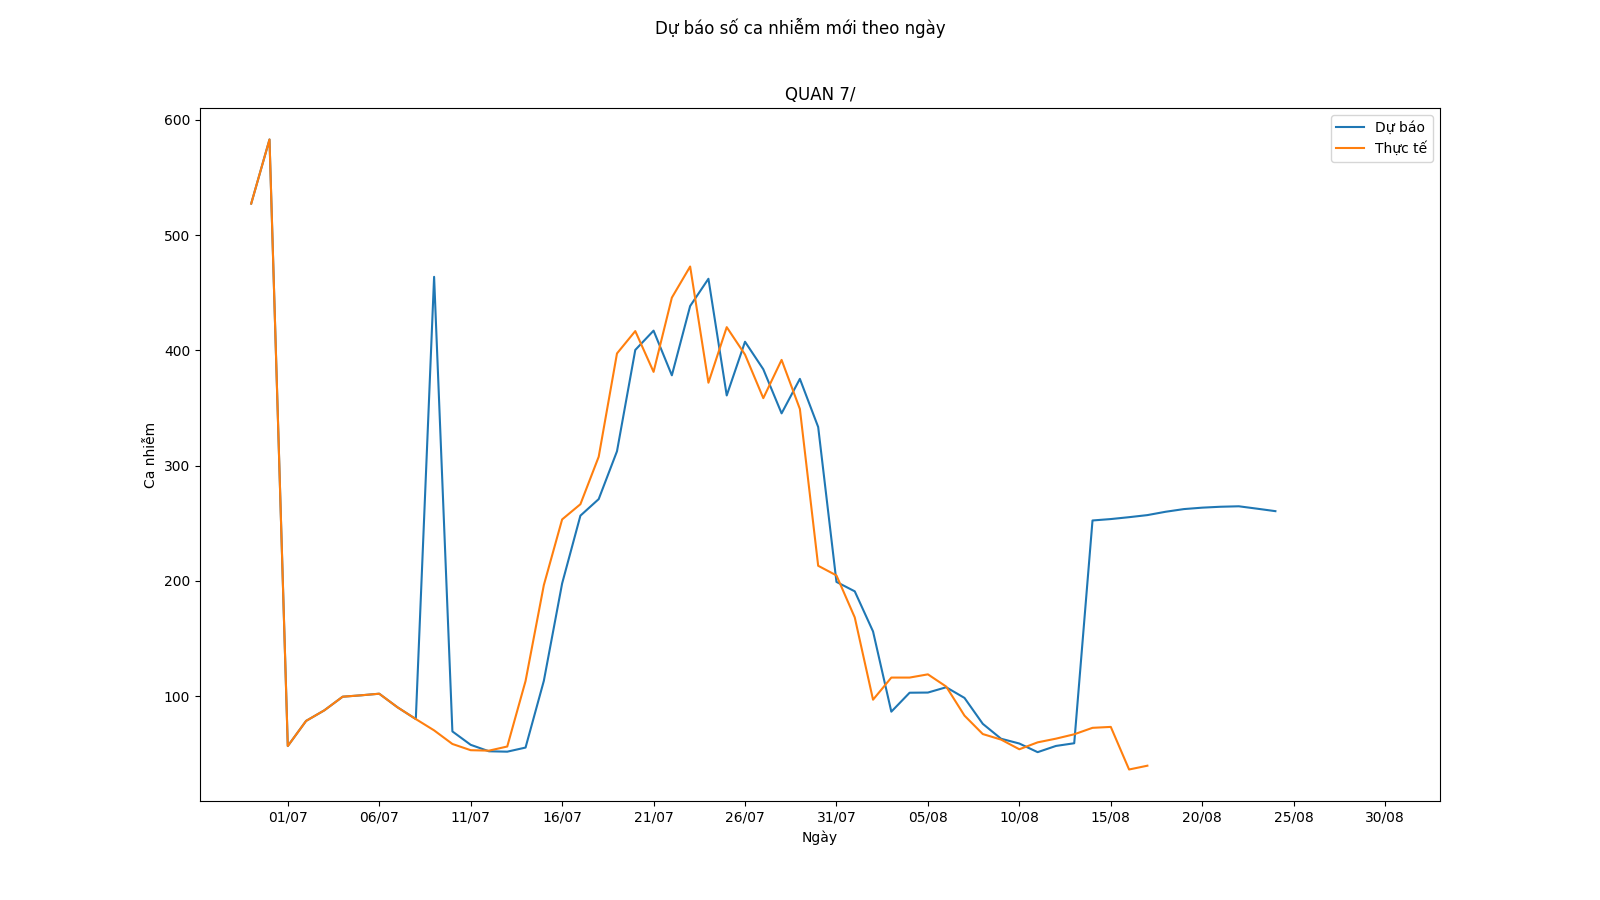 Dự báo số ca nhiễm mới theo ngày
QUAN 7/
Dự báo
Thực tế
Ca nhiễm
600
500
400
300
200
100
01/07 06/07 11/07 16/07 21/07 26/07 31/07 05/08 10/08 15/08 20/08 25/08 30/08
Ngày